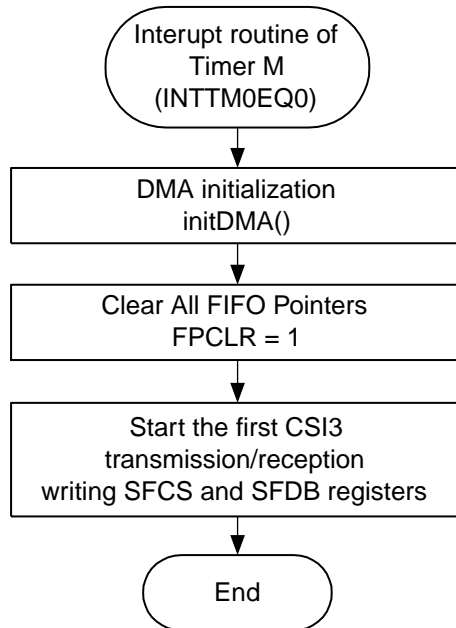 Interupt routine of
Timer M
(INTTM0EQ0)
DMA initialization
initDMA()
Clear All FIFO Pointers
FPCLR = 1
Start the first CSI3
transmission/reception
writing SFCS and SFDB registers
End